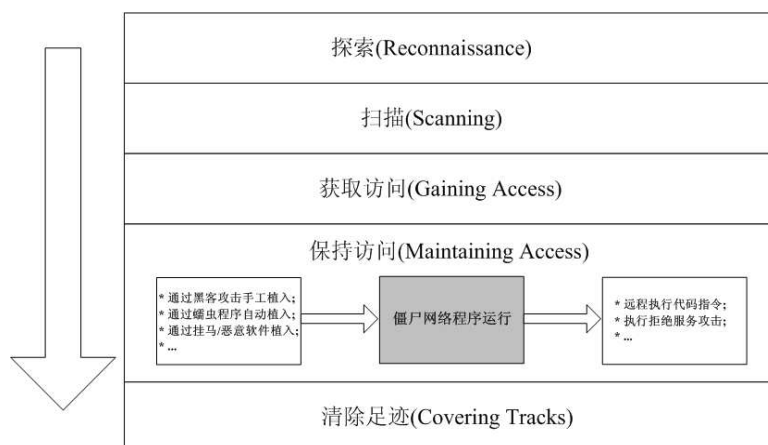 探索(Reconnaissance)
扫描(Scanning)
获取访问(Gaining Access)
保持访问(Maintaining Access)
* 通过黑客攻击手工植入;
* 通过蠕虫程序自动植入;
* 通过挂马/恶意软件植入;
* ...
僵尸网络程序运行
* 远程执行代码指令;
* 执行拒绝服务攻击;
* ...
清除足迹(Covering Tracks)